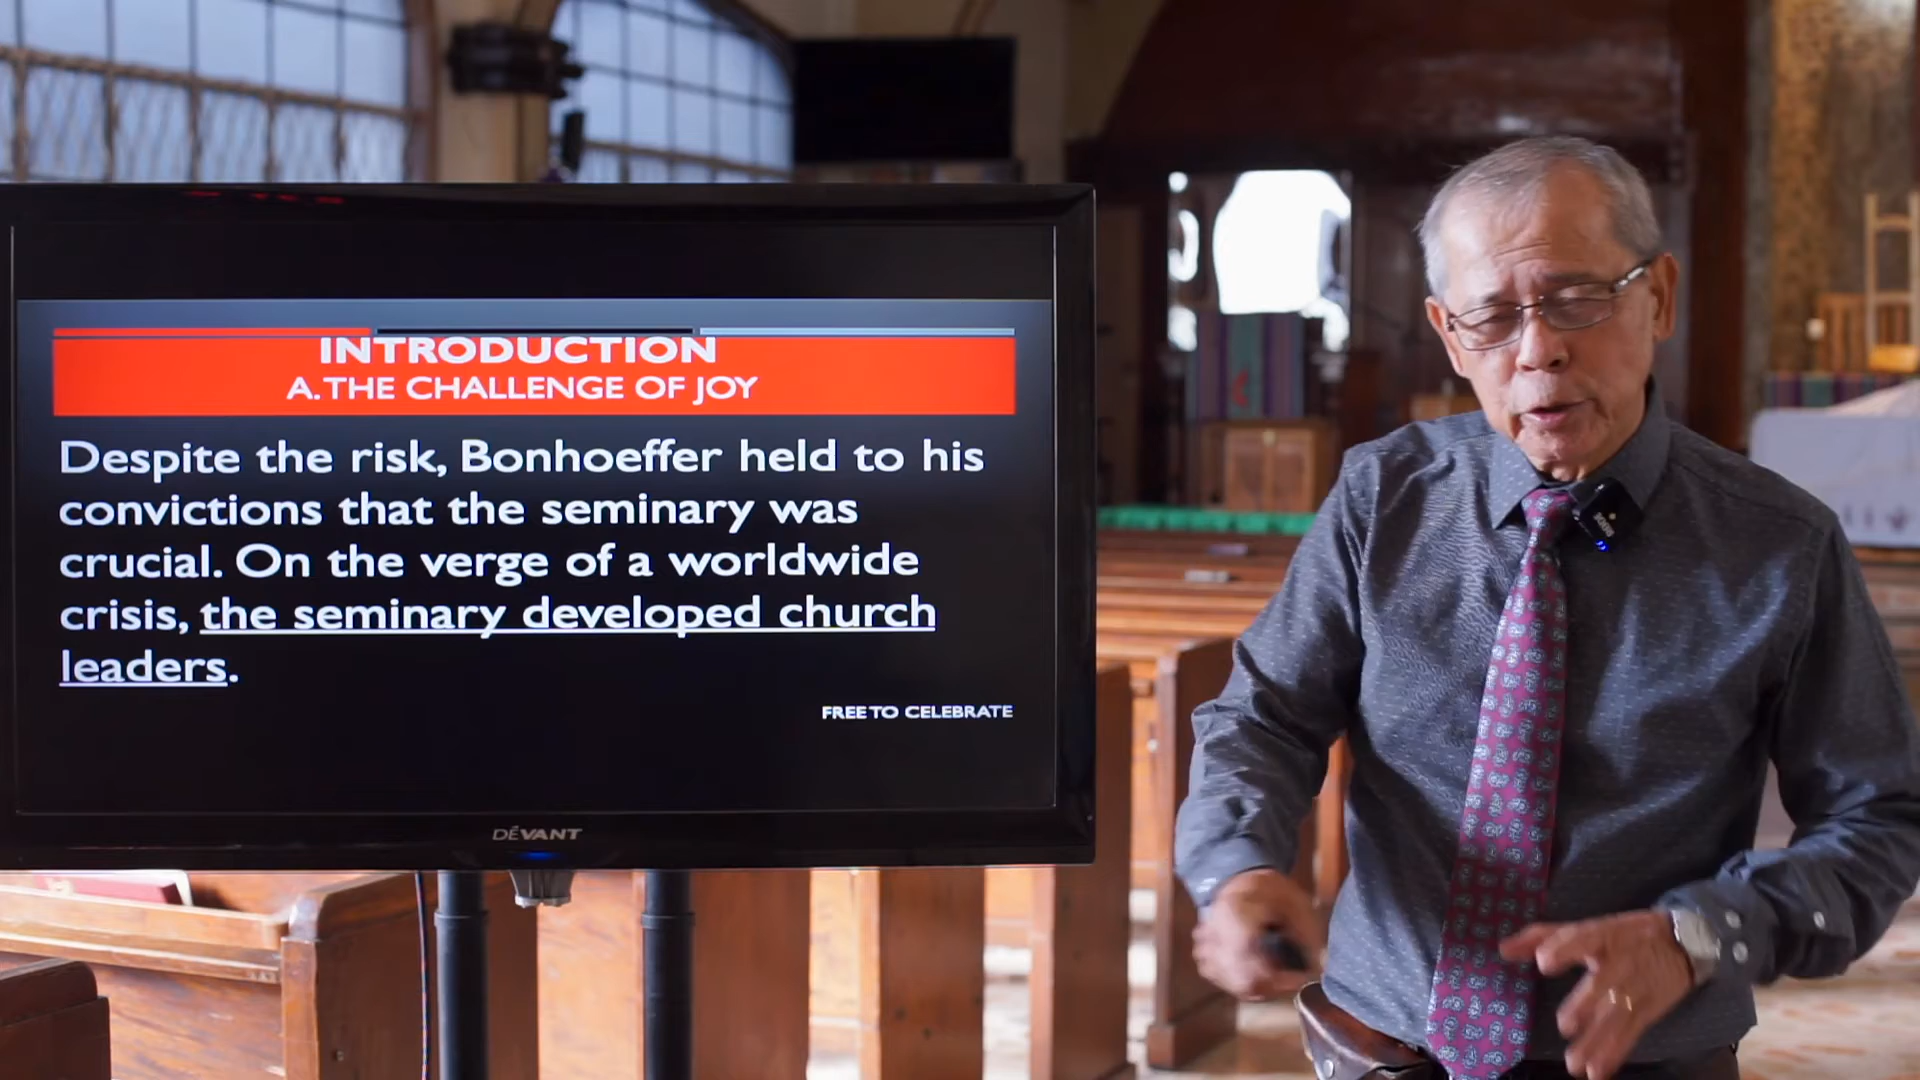 INTRODUCTION
A. THE CHALLENGE OF JOY
Despite the risk, Bonhoeffer held to his
convictions that the seminary was
crucial. On the verge of a worldwide
crisis, the seminary developed church
leaders.
FREE TO CELEBRATE
DEVANT